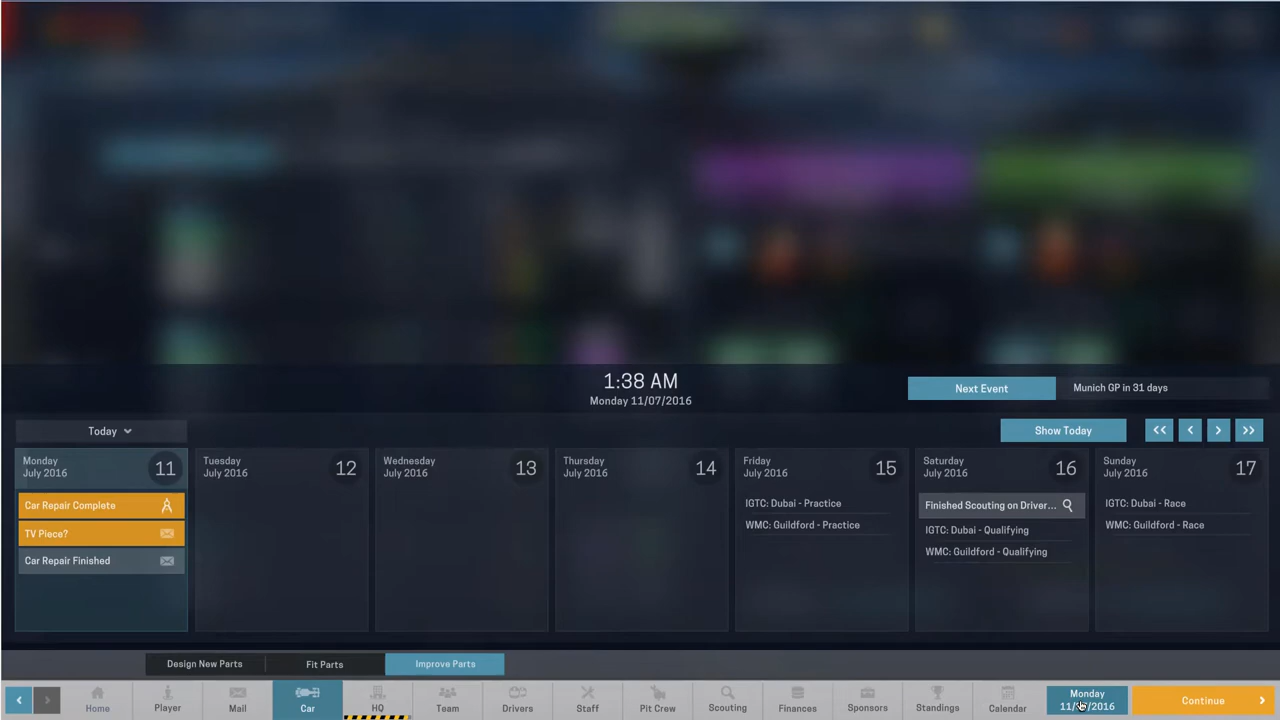 1:38 AM
Monday 11/07/2016
Next Event
Munich GP in 31 days
Today
Show Today
Monday
July 2016
11
Car Repair Complete
TV Piece?
Car Repair Finished
Tuesday
July 2016
12
Wednesday
July 2016
13
Thursday
July 2016
14
Friday
July 2016
15
IGTC: Dubai - Practice
WMC: Guildford - Practice
Saturday
July 2016
16
Finished Scouting on Driver...
IGTC: Dubai - Qualifying
WMC: Guildford - Qualifying
Sunday
July 2016
17
IGTC: Dubai - Race
WMC: Guildford - Race
Design New Parts
Fit Parts
Improve Parts
Home
Player
Mail
Car
HQ
Team
Drivers
Staff
Pit Crew
Scouting
Finances
Sponsors
Standings
Calendar
Monday
Continue